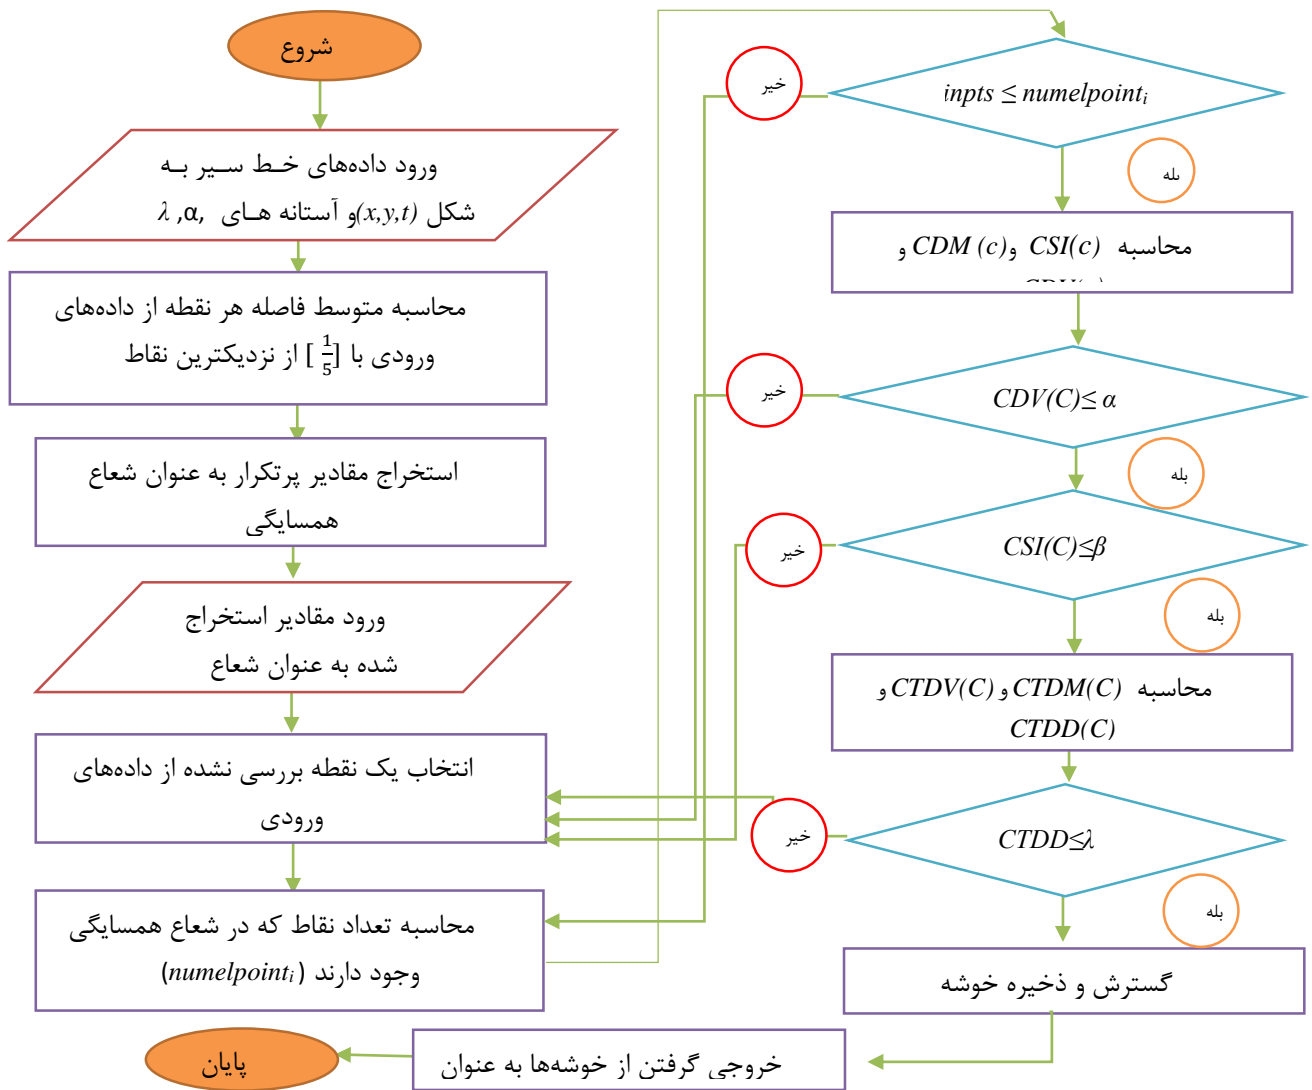 شروع
ورود داده‌های خط سیر به
شکل (x,y,t)و آستانه های λ ,α,
محاسبه متوسط فاصله هر نقطه از داده‌های
ورودی با [1/5] از نزدیکترین نقاط
استخراج مقادیر پرتکرار به عنوان شعاع
همسایگی
ورود مقادیر استخراج
شده به عنوان شعاع
انتخاب یک نقطه بررسی نشده از داده‌های
ورودی
محاسبه تعداد نقاط که در شعاع همسایگی
وجود دارند (numelpointᵢ)
inpts ≤ numelpointᵢ
خیر
بله
محاسبه CSI(c) و CDM (c) و
CDV(C)≤ α
خیر
بله
CSI(C)≤β
خیر
بله
محاسبه CTDM(C) و CTDV(C) و
CTDD(C)
CTDD≤λ
خیر
بله
گسترش و ذخیره خوشه
خروجی گرفتن از خوشه‌ها به عنوان
پایان